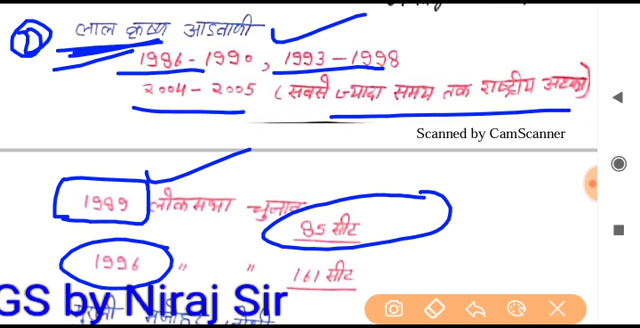 ① लाल कृष्ण आडवाणी
1986-1990, 1993-1998
2004-2005 (सबसे ज्यादा समय तक राष्ट्रीय अध्यक्ष)
Scanned by CamScanner
1989 लोकसभा चुनाव 85 सीट
1996 " " 161 सीट
GS by Niraj Sir